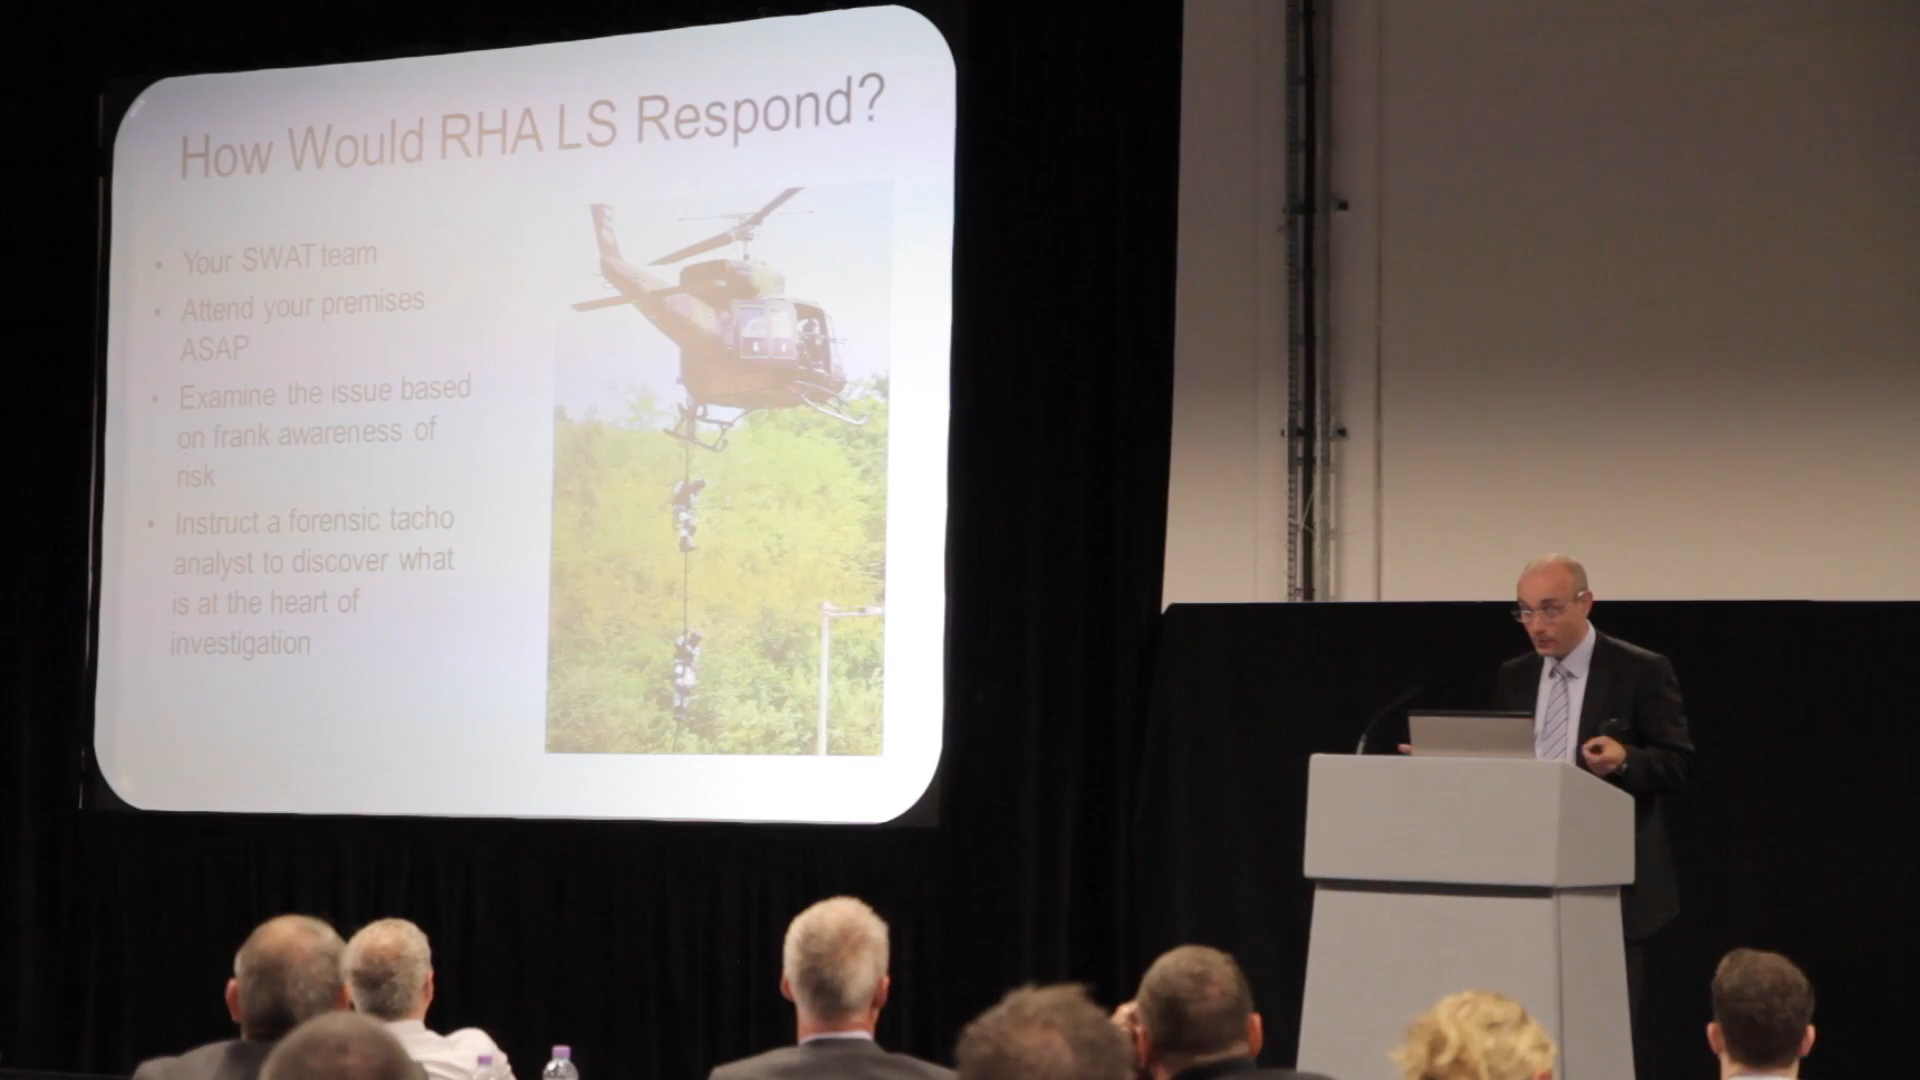 How Would RHA LS Respond?
• Your SWAT team
• Attend your premises
ASAP
• Examine the issue based
on frank awareness of
risk
• Instruct a forensic tacho
analyst to discover what
is at the heart of
investigation